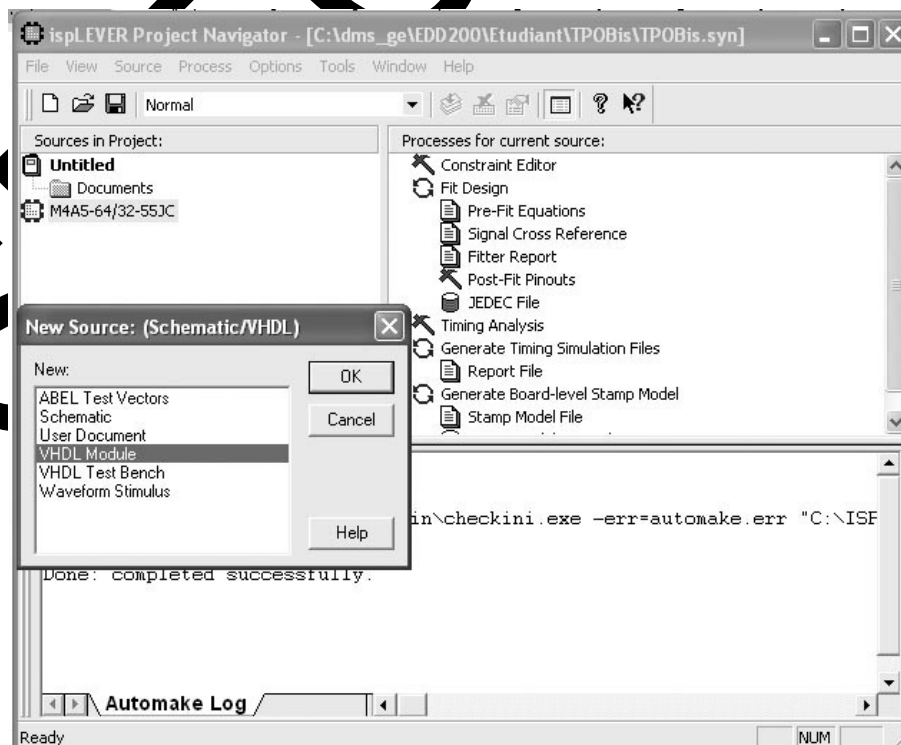 ispLEVER Project Navigator - [C:\dms_ge\EDD200\Etudiant\TPOBis\TPOBis.syn]
File View Source Process Options Tools Window Help
Normal
Sources in Project:
Untitled
Documents
M4A5-64/32-55JC
Processes for current source:
Constraint Editor
Fit Design
Pre-Fit Equations
Signal Cross Reference
Fitter Report
Post-Fit Pinouts
JEDEC File
Timing Analysis
Generate Timing Simulation Files
Report File
Generate Board-level Stamp Model
Stamp Model File
New Source: (Schematic/VHDL)
New:
ABEL Test Vectors
Schematic
User Document
VHDL Module
VHDL Test Bench
Waveform Stimulus
OK
Cancel
Help
in\checkini.exe -err=automake.err "C:\ISP
Done: completed successfully.
Automake Log
Ready
NUM